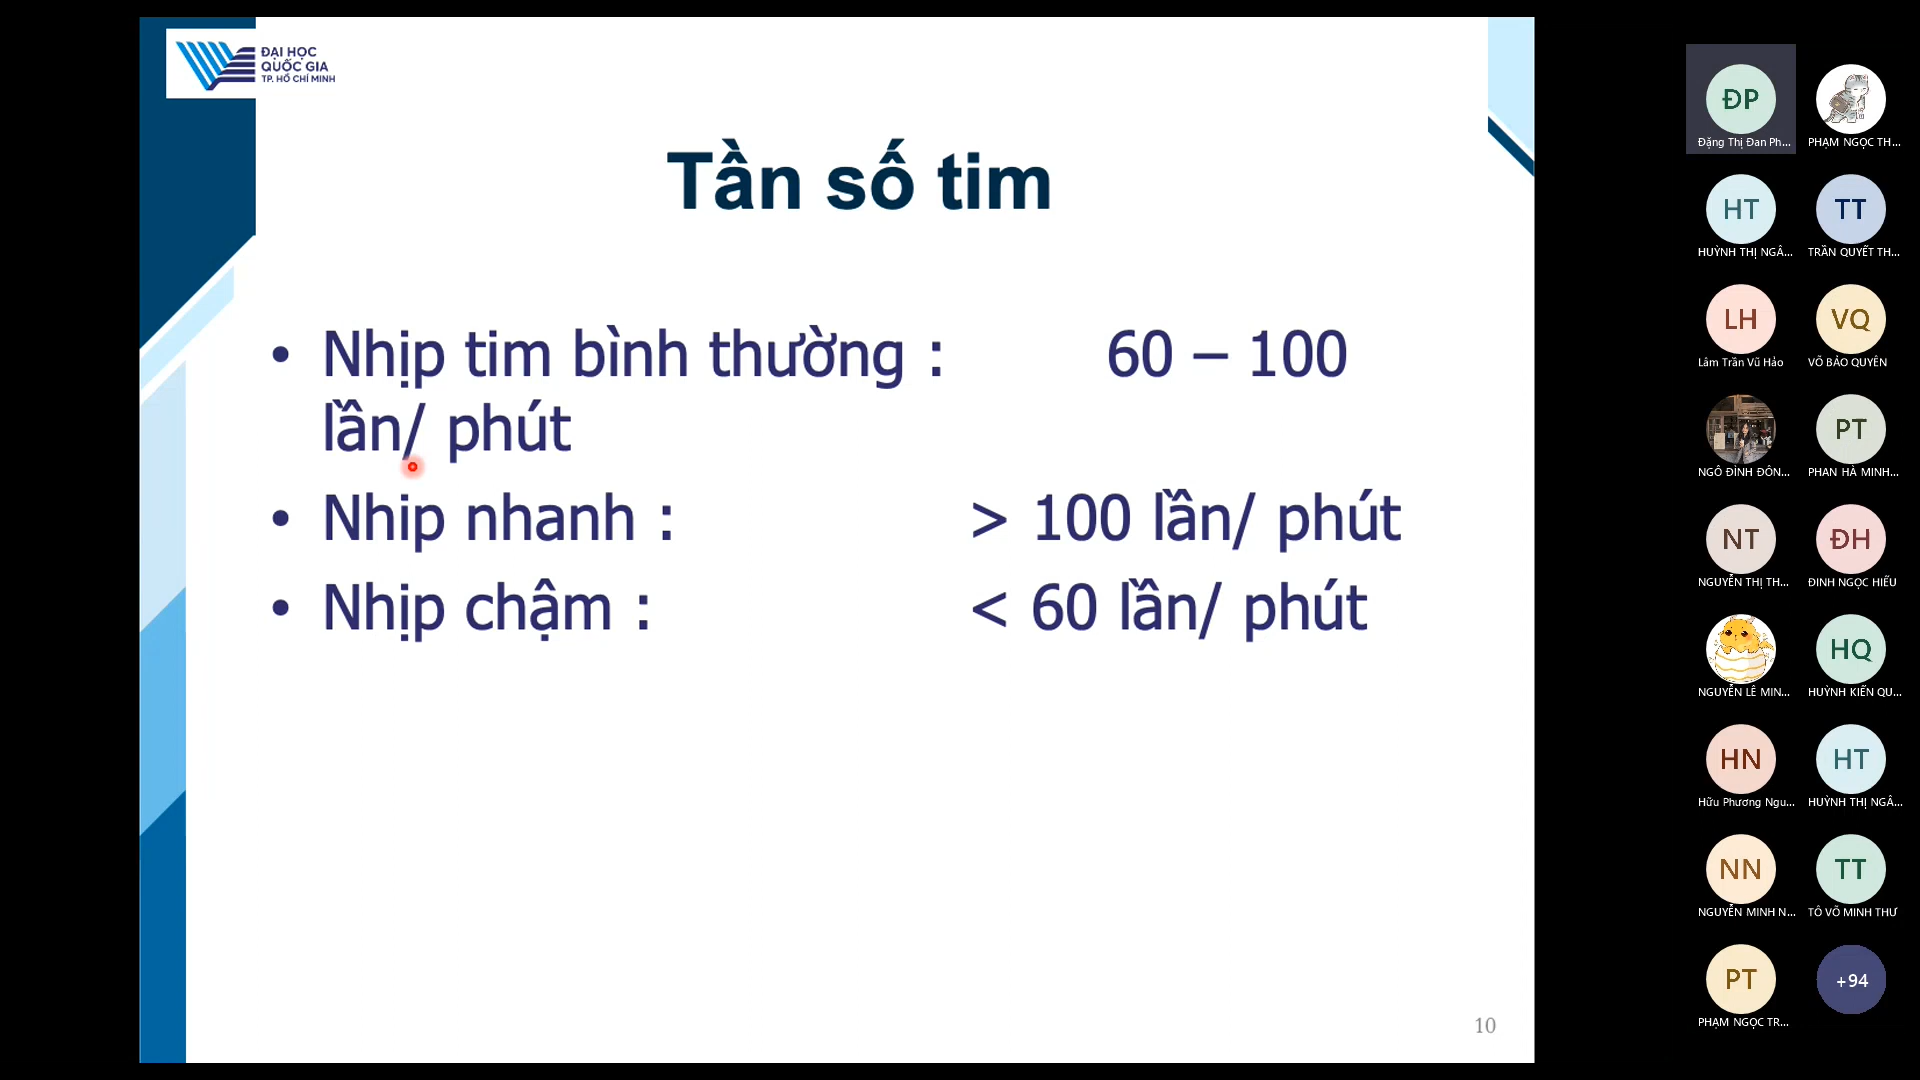 ĐẠI HỌC
QUỐC GIA
TP. HỒ CHÍ MINH
Tần số tim
• Nhịp tim bình thường : 60 – 100
lần/ phút
• Nhịp nhanh : > 100 lần/ phút
• Nhịp chậm : < 60 lần/ phút
10
ĐP
Đặng Thị Đan Ph...
PHẠM NGỌC TH...
HT
HUỲNH THỊ NGÂ...
TT
TRẦN QUYẾT TH...
LH
Lâm Trần Vũ Hảo
VQ
VÕ BẢO QUYÊN
NGÔ ĐÌNH ĐÔN...
PT
PHAN HÀ MINH...
NT
NGUYỄN THỊ TH...
ĐH
ĐINH NGỌC HIẾU
NGUYỄN LÊ MIN...
HQ
HUỲNH KIẾN QU...
HN
Hữu Phương Ngu...
HT
HUỲNH THỊ NGÂ...
NN
NGUYỄN MINH N...
TT
TÔ VÕ MINH THƯ
PT
PHẠM NGỌC TR...
+94